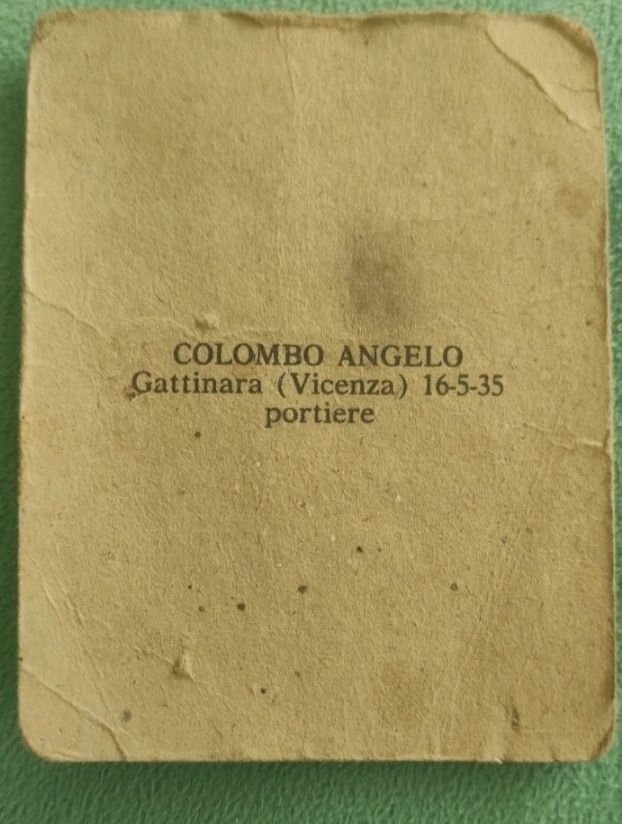 COLOMBO ANGELO
Gattinara (Vicenza) 16-5-35
portiere